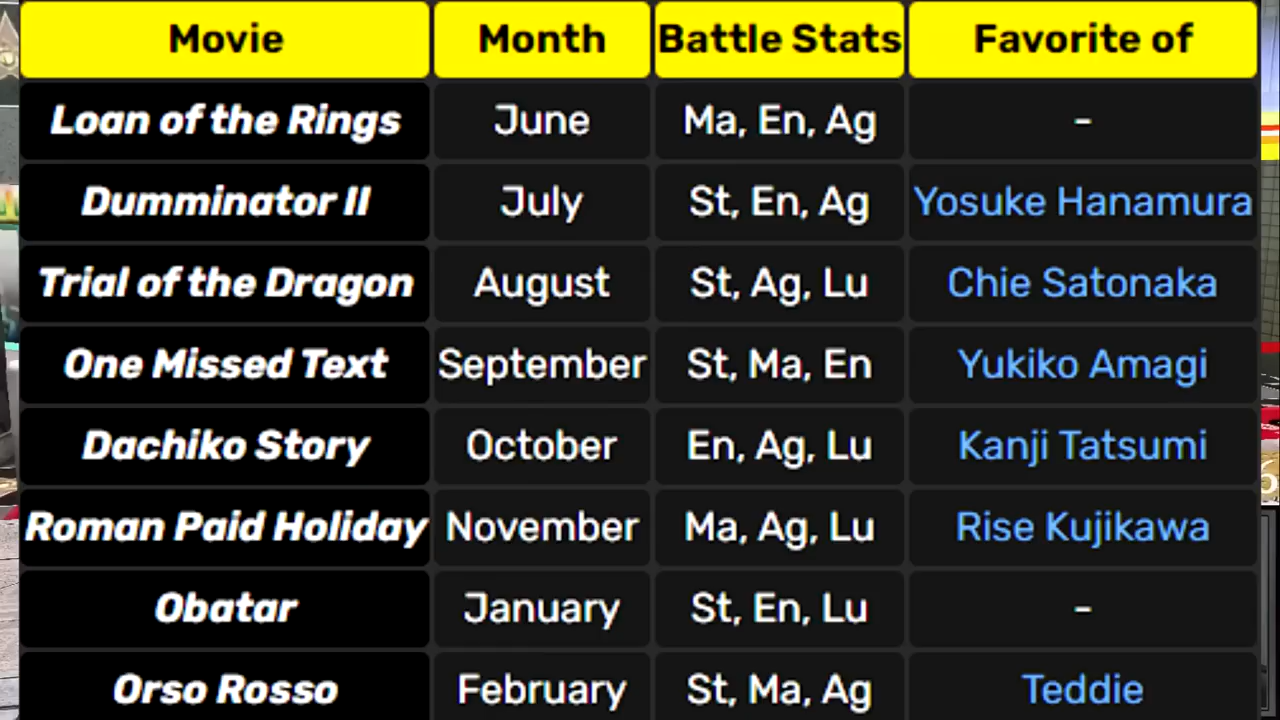 Movie Month Battle Stats Favorite of
Loan of the Rings June Ma, En, Ag -
Dumminator II July St, En, Ag Yosuke Hanamura
Trial of the Dragon August St, Ag, Lu Chie Satonaka
One Missed Text September St, Ma, En Yukiko Amagi
Dachiko Story October En, Ag, Lu Kanji Tatsumi
Roman Paid Holiday November Ma, Ag, Lu Rise Kujikawa
Obatar January St, En, Lu -
Orso Rosso February St, Ma, Ag Teddie